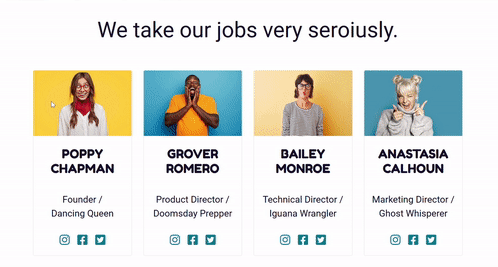 We take our jobs very seroiusly.
POPPY
CHAPMAN
Founder /
Dancing Queen
GROVER
ROMERO
Product Director /
Doomsday Prepper
BAILEY
MONROE
Technical Director /
Iguana Wrangler
ANASTASIA
CALHOUN
Marketing Director /
Ghost Whisperer